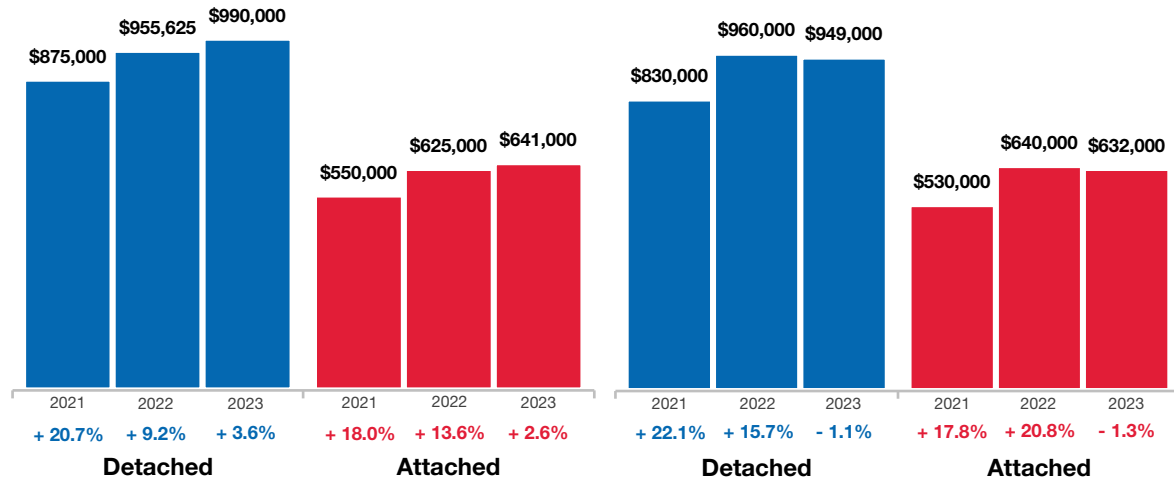 $875,000 $955,625 $990,000
$550,000 $625,000 $641,000
2021 2022 2023 2021 2022 2023
+ 20.7% + 9.2% + 3.6% + 18.0% + 13.6% + 2.6%
Detached Attached
$830,000 $960,000 $949,000
$530,000 $640,000 $632,000
2021 2022 2023 2021 2022 2023
+ 22.1% + 15.7% - 1.1% + 17.8% + 20.8% - 1.3%
Detached Attached